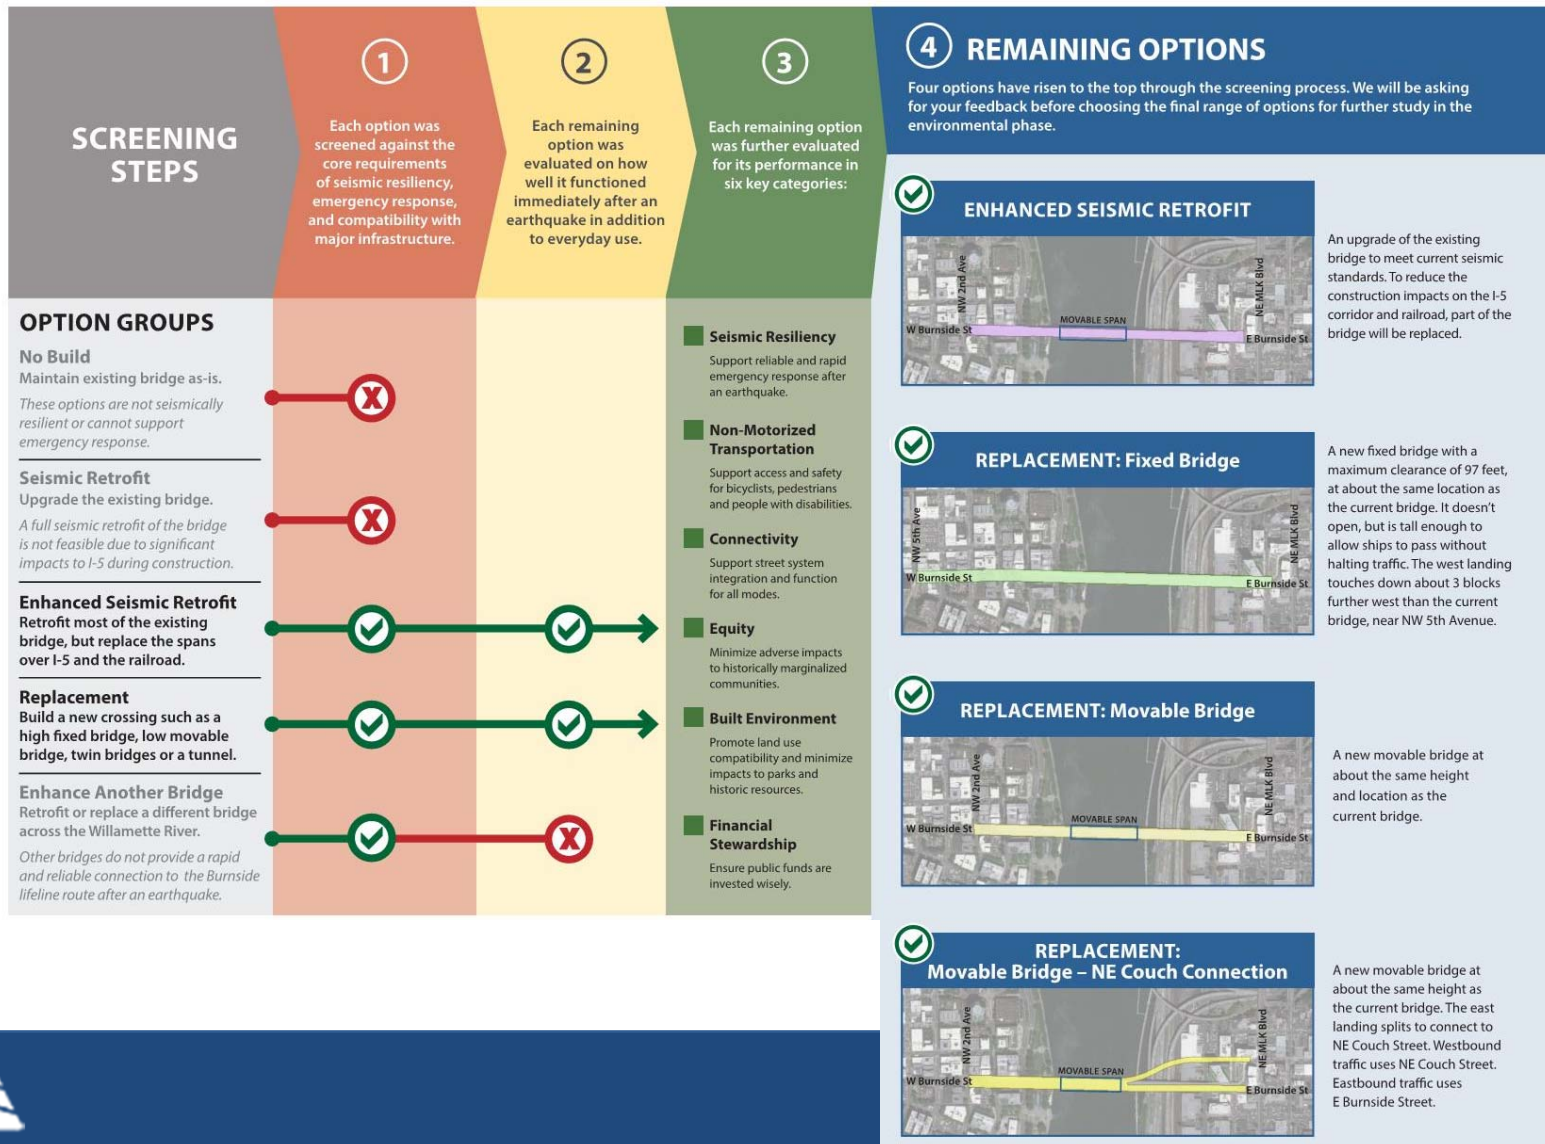 SCREENING
STEPS
1
Each option was
screened against the
core requirements
of seismic resiliency,
emergency response,
and compatibility with
major infrastructure.
2
Each remaining
option was
evaluated on how
well it functioned
immediately after an
earthquake in addition
to everyday use.
3
Each remaining option
was further evaluated
for its performance in
six key categories:
OPTION GROUPS
No Build
Maintain existing bridge as-is.
These options are not seismically
resilient or cannot support
emergency response.
X
Seismic Retrofit
Upgrade the existing bridge.
A full seismic retrofit of the bridge
is not feasible due to significant
impacts to I-5 during construction.
X
Enhanced Seismic Retrofit
Retrofit most of the existing
bridge, but replace the spans
over I-5 and the railroad.
Replacement
Build a new crossing such as a
high fixed bridge, low movable
bridge, twin bridges or a tunnel.
Enhance Another Bridge
Retrofit or replace a different bridge
across the Willamette River.
Other bridges do not provide a rapid
and reliable connection to the Burnside
lifeline route after an earthquake.
X
Seismic Resiliency
Support reliable and rapid
emergency response after
an earthquake.
Non-Motorized
Transportation
Support access and safety
for bicyclists, pedestrians
and people with disabilities.
Connectivity
Support street system
integration and function
for all modes.
Equity
Minimize adverse impacts
to historically marginalized
communities.
Built Environment
Promote land use
compatibility and minimize
impacts to parks and
historic resources.
Financial
Stewardship
Ensure public funds are
invested wisely.
4 REMAINING OPTIONS
Four options have risen to the top through the screening process. We will be asking
for your feedback before choosing the final range of options for further study in the
environmental phase.
ENHANCED SEISMIC RETROFIT
NW 2nd Ave
W Burnside St
MOVABLE SPAN
NE MLK Blvd
E Burnside St
An upgrade of the existing
bridge to meet current seismic
standards. To reduce the
construction impacts on the I-5
corridor and railroad, part of the
bridge will be replaced.
REPLACEMENT: Fixed Bridge
NW 5th Ave
W Burnside St
NE MLK Blvd
E Burnside St
A new fixed bridge with a
maximum clearance of 97 feet,
at about the same location as
the current bridge. It doesn't
open, but is tall enough to
allow ships to pass without
halting traffic. The west landing
touches down about 3 blocks
further west than the current
bridge, near NW 5th Avenue.
REPLACEMENT: Movable Bridge
NW 2nd Ave
W Burnside St
MOVABLE SPAN
NE MLK Blvd
E Burnside St
A new movable bridge at
about the same height
and location as the
current bridge.
REPLACEMENT:
Movable Bridge – NE Couch Connection
NW 2nd Ave
W Burnside St
MOVABLE SPAN
NE MLK Blvd
E Burnside St
A new movable bridge at
about the same height as
the current bridge. The east
landing splits to connect to
NE Couch Street. Westbound
traffic uses NE Couch Street.
Eastbound traffic uses
E Burnside Street.